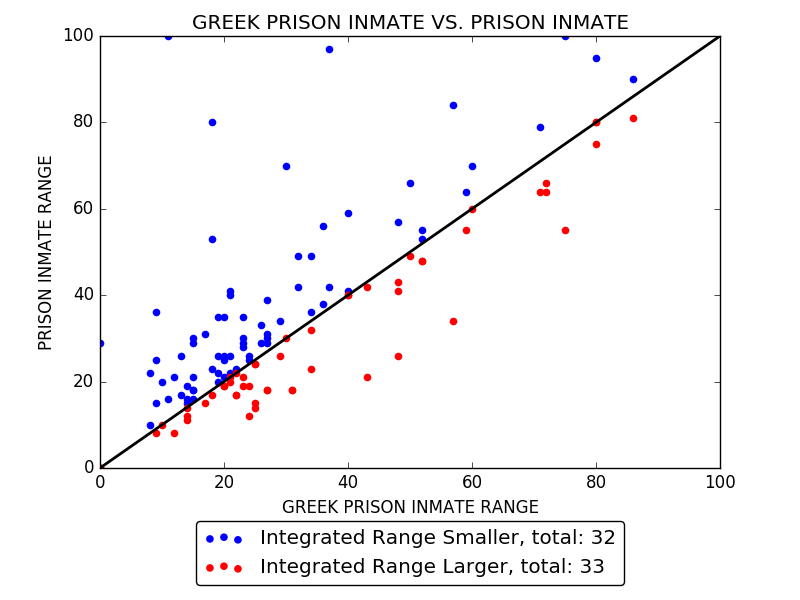 GREEK PRISON INMATE VS. PRISON INMATE
100
80
60
40
20
0
PRISON INMATE RANGE
0 20 40 60 80 100
GREEK PRISON INMATE RANGE
Integrated Range Smaller, total: 32
Integrated Range Larger, total: 33